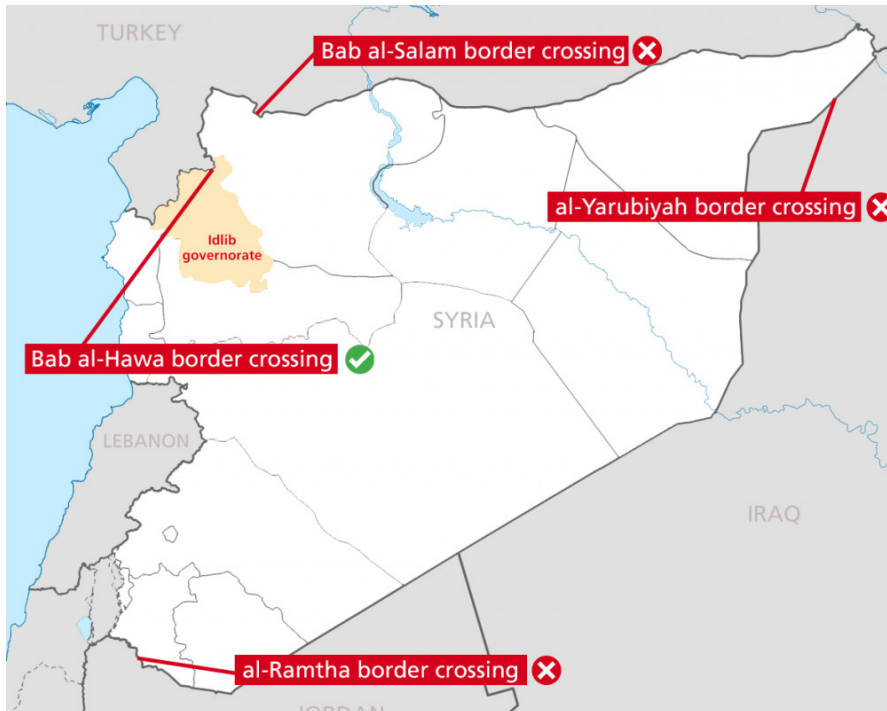 TURKEY
Bab al-Salam border crossing
al-Yarubiyah border crossing
Idlib
governorate
SYRIA
Bab al-Hawa border crossing
LEBANON
IRAQ
al-Ramtha border crossing
JORDAN